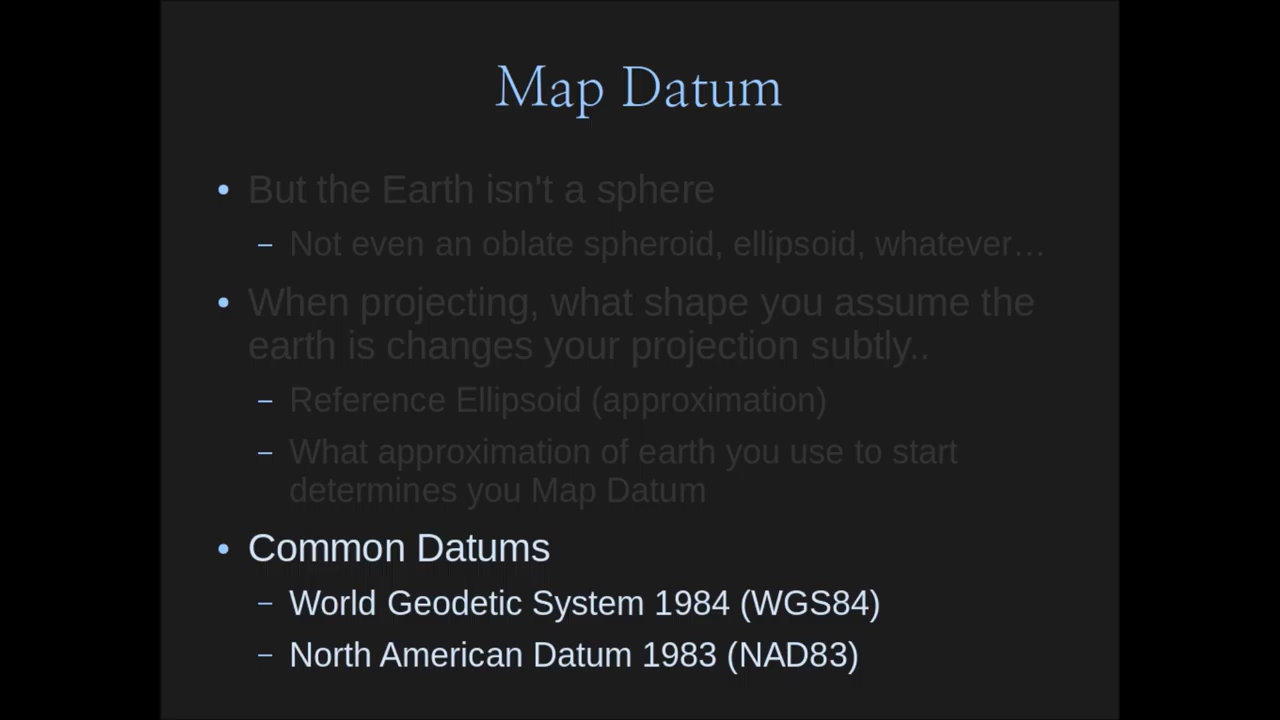 Map Datum
• But the Earth isn't a sphere
– Not even an oblate spheroid, ellipsoid, whatever…
• When projecting, what shape you assume the
earth is changes your projection subtly..
– Reference Ellipsoid (approximation)
– What approximation of earth you use to start
determines you Map Datum
• Common Datums
– World Geodetic System 1984 (WGS84)
– North American Datum 1983 (NAD83)